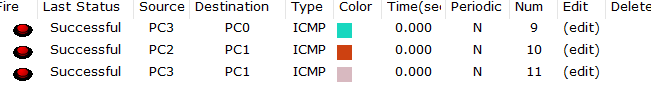 Fire Last Status Source Destination Type Color Time(sec Periodic Num Edit Delete
Successful PC3 PC0 ICMP 0.000 N 9 (edit)
Successful PC2 PC1 ICMP 0.000 N 10 (edit)
Successful PC3 PC1 ICMP 0.000 N 11 (edit)